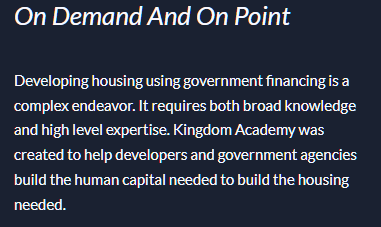 On Demand And On Point
Developing housing using government financing is a
complex endeavor. It requires both broad knowledge
and high level expertise. Kingdom Academy was
created to help developers and government agencies
build the human capital needed to build the housing
needed.